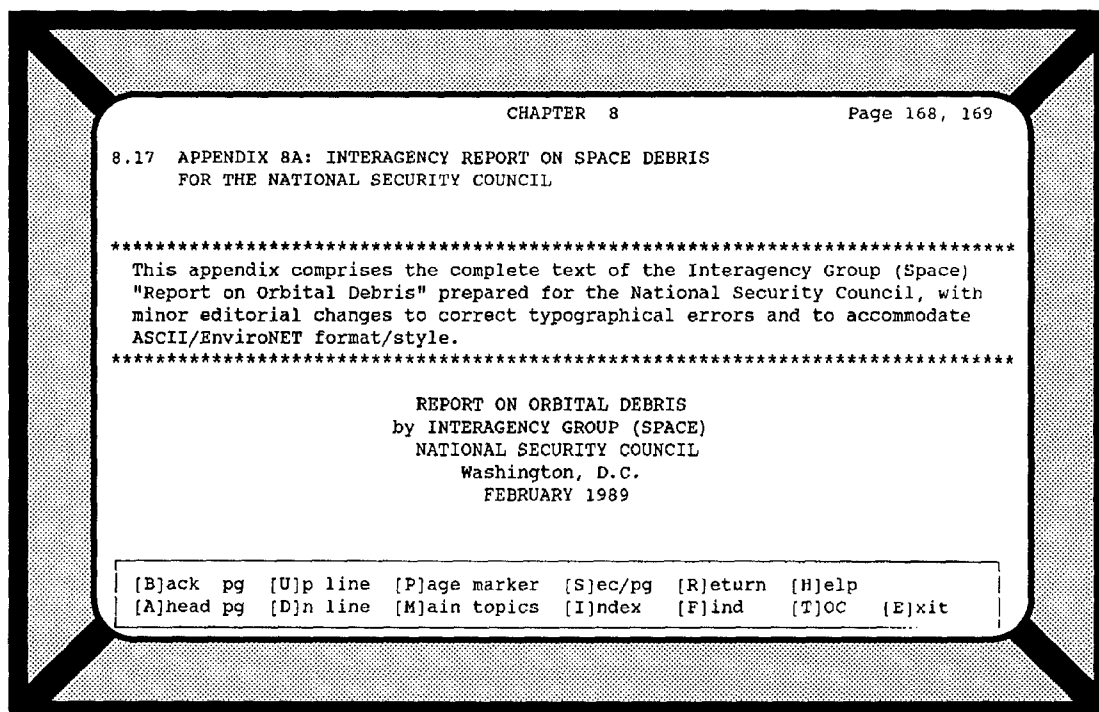 CHAPTER 8 Page 168, 169
8.17 APPENDIX 8A: INTERAGENCY REPORT ON SPACE DEBRIS
FOR THE NATIONAL SECURITY COUNCIL
*********************************************************************************
This appendix comprises the complete text of the Interagency Group (Space)
"Report on Orbital Debris" prepared for the National Security Council, with
minor editorial changes to correct typographical errors and to accommodate
ASCII/EnviroNET format/style.
*********************************************************************************
REPORT ON ORBITAL DEBRIS
by INTERAGENCY GROUP (SPACE)
NATIONAL SECURITY COUNCIL
Washington, D.C.
FEBRUARY 1989
[B]ack pg [U]p line [P]age marker [S]ec/pg [R]eturn [H]elp
[A]head pg [D]n line [M]ain topics [I]ndex [F]ind [T]OC [E]xit